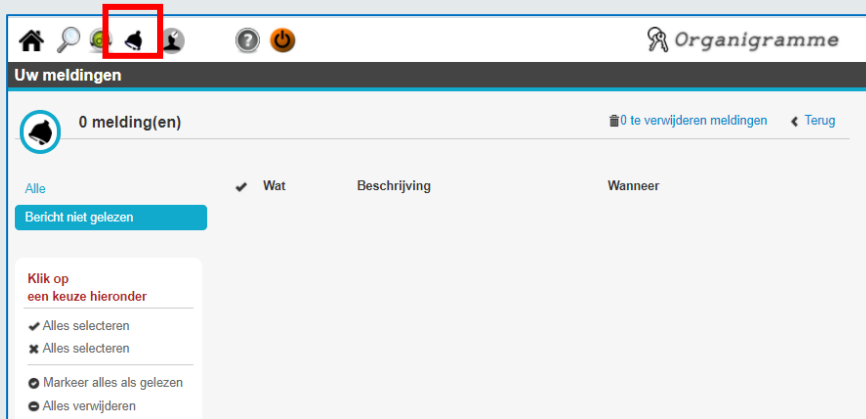 Organigramme
Uw meldingen
0 melding(en)
0 te verwijderen meldingen
Terug
Alle
Wat
Beschrijving
Wanneer
Bericht niet gelezen
Klik op
een keuze hieronder
Alles selecteren
Alles selecteren
Markeer alles als gelezen
Alles verwijderen